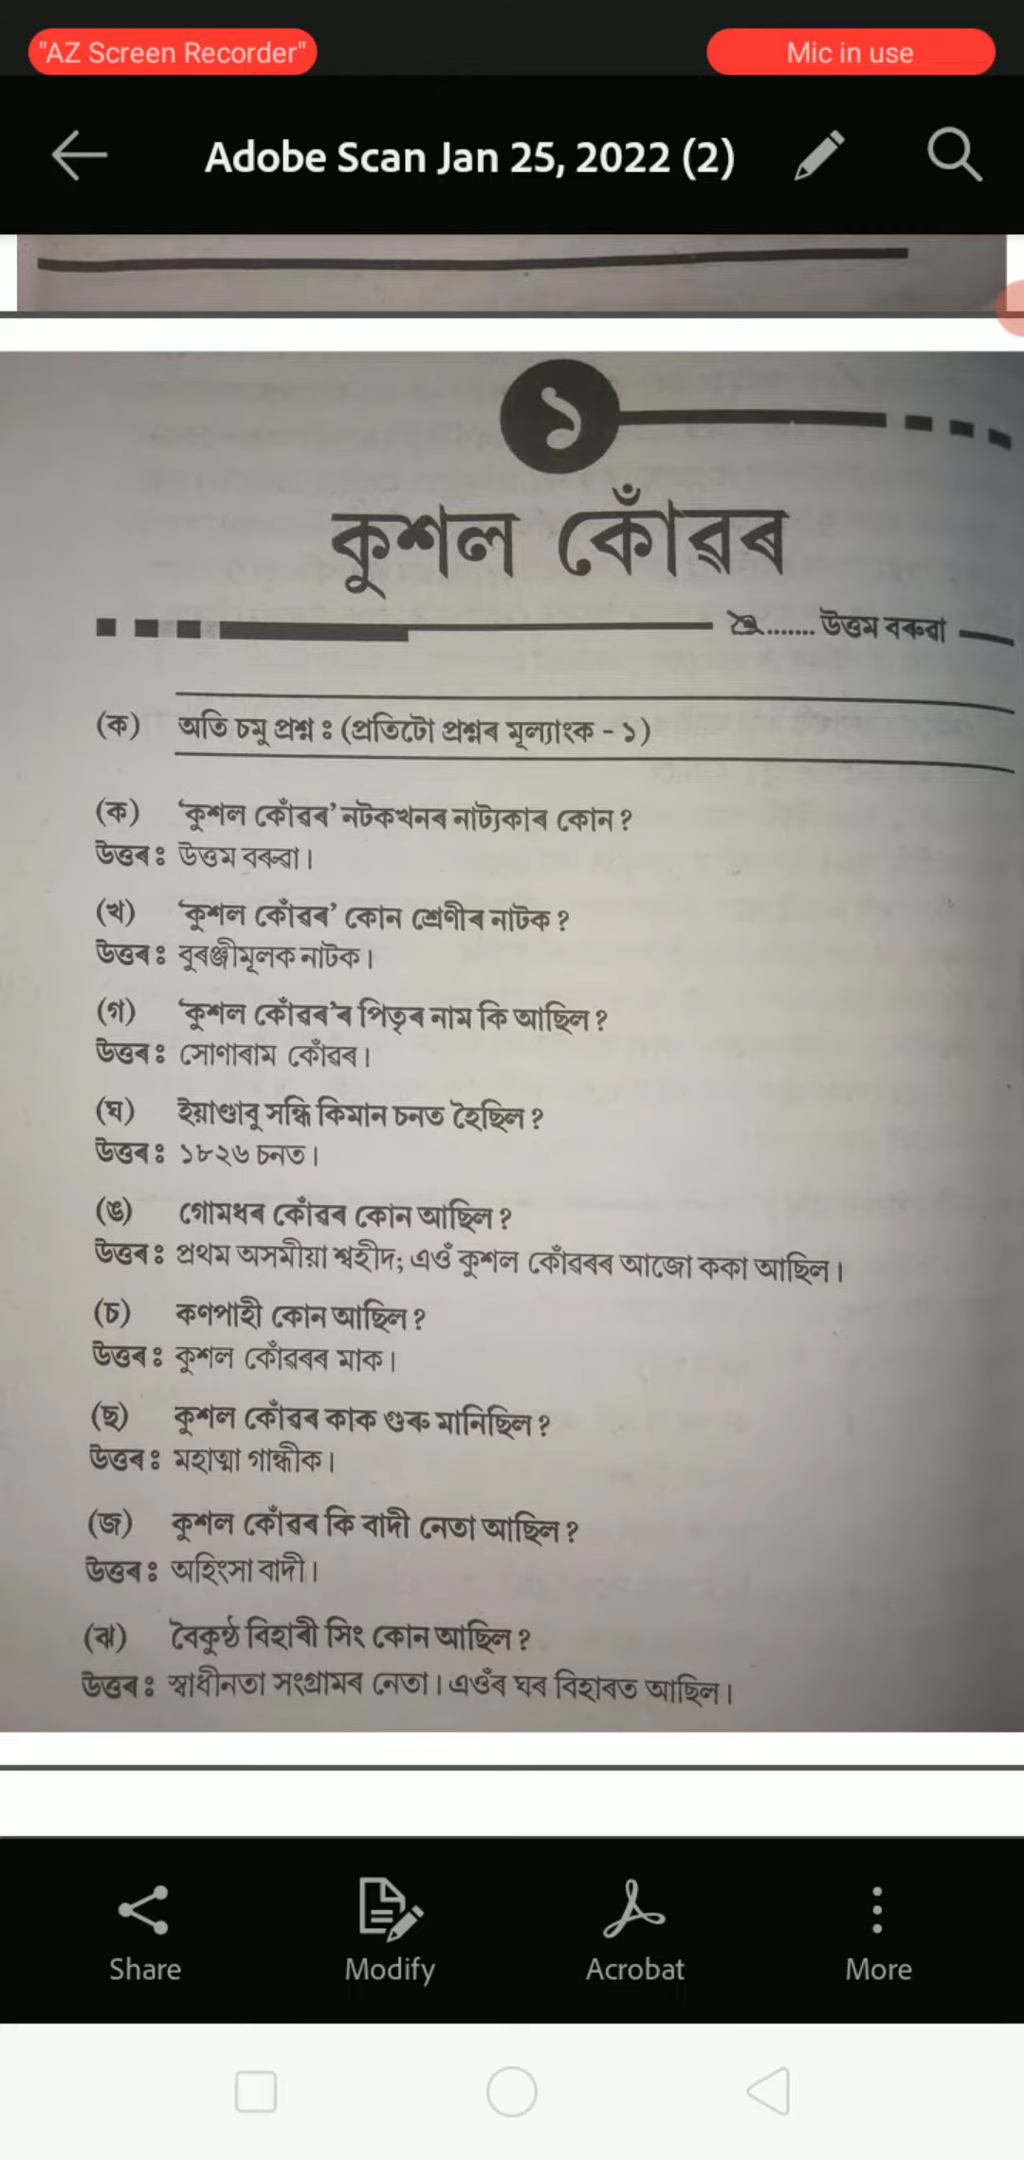 "AZ Screen Recorder" Mic in use
Adobe Scan Jan 25, 2022 (2)
১
কুশল কোঁৱৰ
....... উত্তম বৰুৱা
(ক) অতি চমু প্ৰশ্ন ঃ (প্ৰতিটো প্ৰশ্নৰ মূল্যাংক - ১)
(ক) ‘কুশল কোঁৱৰ’ নটকখনৰ নাট্যকাৰ কোন ?
উত্তৰ ঃ উত্তম বৰুৱা।
(খ) ‘কুশল কোঁৱৰ’ কোন শ্ৰেণীৰ নাটক ?
উত্তৰ ঃ বুৰঞ্জীমূলক নাটক।
(গ) ‘কুশল কোঁৱৰ’ৰ পিতৃৰ নাম কি আছিল ?
উত্তৰ ঃ সোণাৰাম কোঁৱৰ।
(ঘ) ইয়াণ্ডাবু সন্ধি কিমান চনত হৈছিল ?
উত্তৰ ঃ ১৮২৬ চনত।
(ঙ) গোমধৰ কোঁৱৰ কোন আছিল ?
উত্তৰ ঃ প্ৰথম অসমীয়া শ্বহীদ; এওঁ কুশল কোঁৱৰৰ আজো ককা আছিল।
(চ) কণপাহী কোন আছিল ?
উত্তৰ ঃ কুশল কোঁৱৰৰ মাক।
(ছ) কুশল কোঁৱৰ কাক গুৰু মানিছিল ?
উত্তৰ ঃ মহাত্মা গান্ধীক।
(জ) কুশল কোঁৱৰ কি বাদী নেতা আছিল ?
উত্তৰ ঃ অহিংসা বাদী।
(ঝ) বৈকুণ্ঠ বিহাৰী সিং কোন আছিল ?
উত্তৰ ঃ স্বাধীনতা সংগ্ৰামৰ নেতা। এওঁৰ ঘৰ বিহাৰত আছিল।
Share Modify Acrobat More